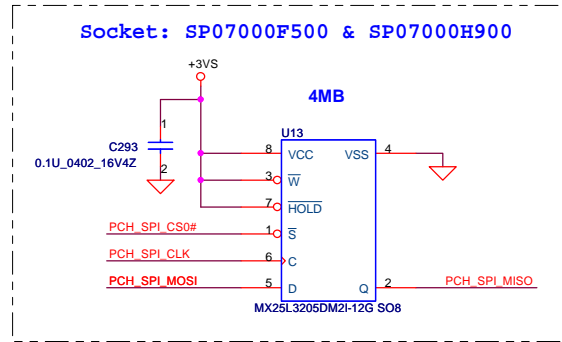 Socket: SP07000F500 & SP07000H900
+3VS
4MB
1
U13
C293
0.1U_0402_16V4Z
2
8 VCC VSS 4
3 W
7 HOLD
PCH_SPI_CS0# 1 S
PCH_SPI_CLK 6 C
PCH_SPI_MOSI 5 D Q 2 PCH_SPI_MISO
MX25L3205DM2I-12G SO8